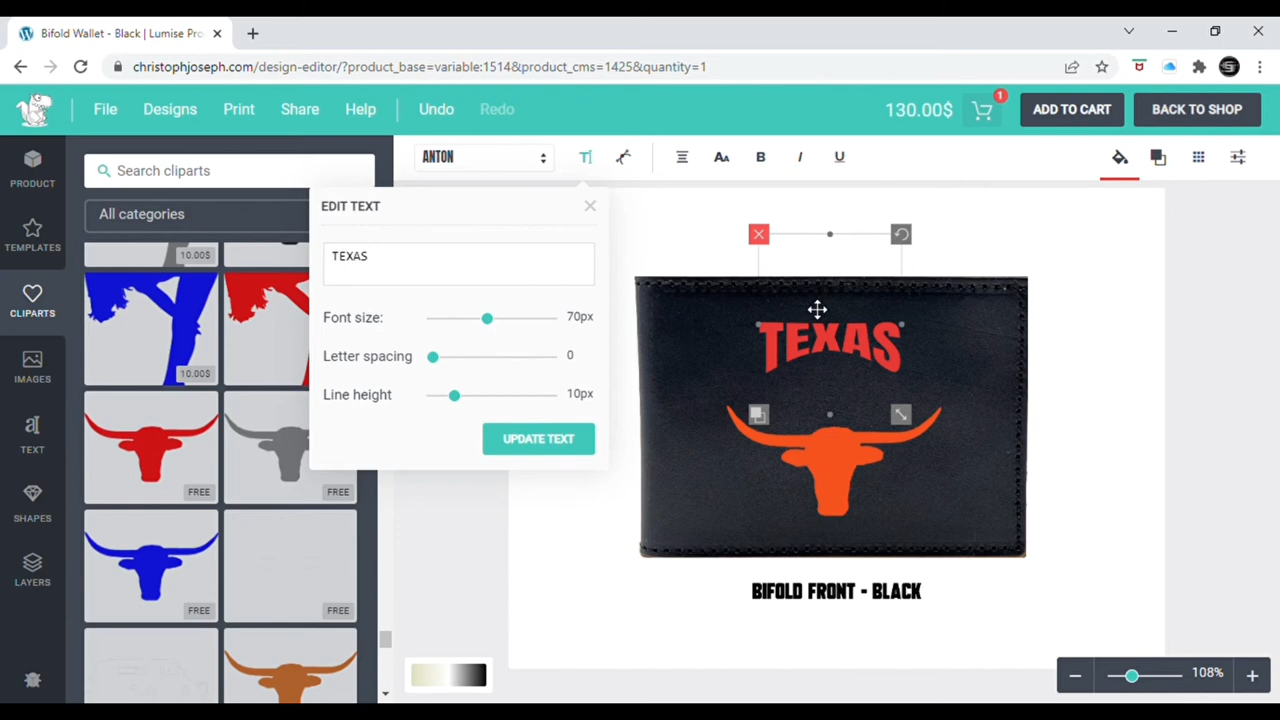 Bifold Wallet - Black | Lumise Pro
christophjoseph.com/design-editor/?product_base=variable:1514&product_cms=1425&quantity=1
File Designs Print Share Help Undo Redo 130.00$ 1 ADD TO CART BACK TO SHOP
PRODUCT
TEMPLATES
CLIPARTS
IMAGES
TEXT
SHAPES
LAYERS
Search cliparts
All categories
10.00$
10.00$
FREE
FREE
FREE
FREE
ANTON
EDIT TEXT
TEXAS
Font size: 70px
Letter spacing 0
Line height 10px
UPDATE TEXT
TEXAS
BIFOLD FRONT - BLACK
108%